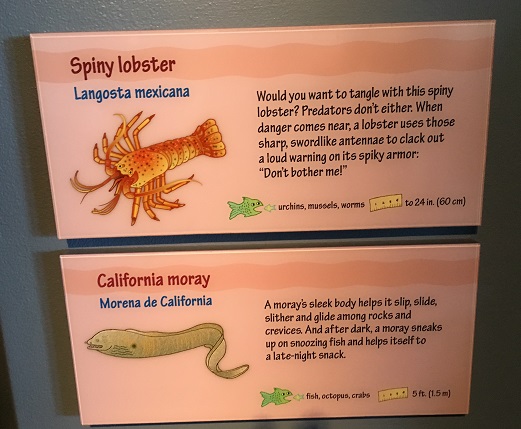 Spiny lobster
Langosta mexicana
Would you want to tangle with this spiny
lobster? Predators don't either. When
danger comes near, a lobster uses those
sharp, swordlike antennae to clack out
a loud warning on its spiky armor:
"Don't bother me!"
urchins, mussels, worms
to 24 in. (60 cm)
California moray
Morena de California
A moray's sleek body helps it slip, slide,
slither and glide among rocks and
crevices. And after dark, a moray sneaks
up on snoozing fish and helps itself to
a late-night snack.
fish, octopus, crabs
5 ft. (1.5 m)